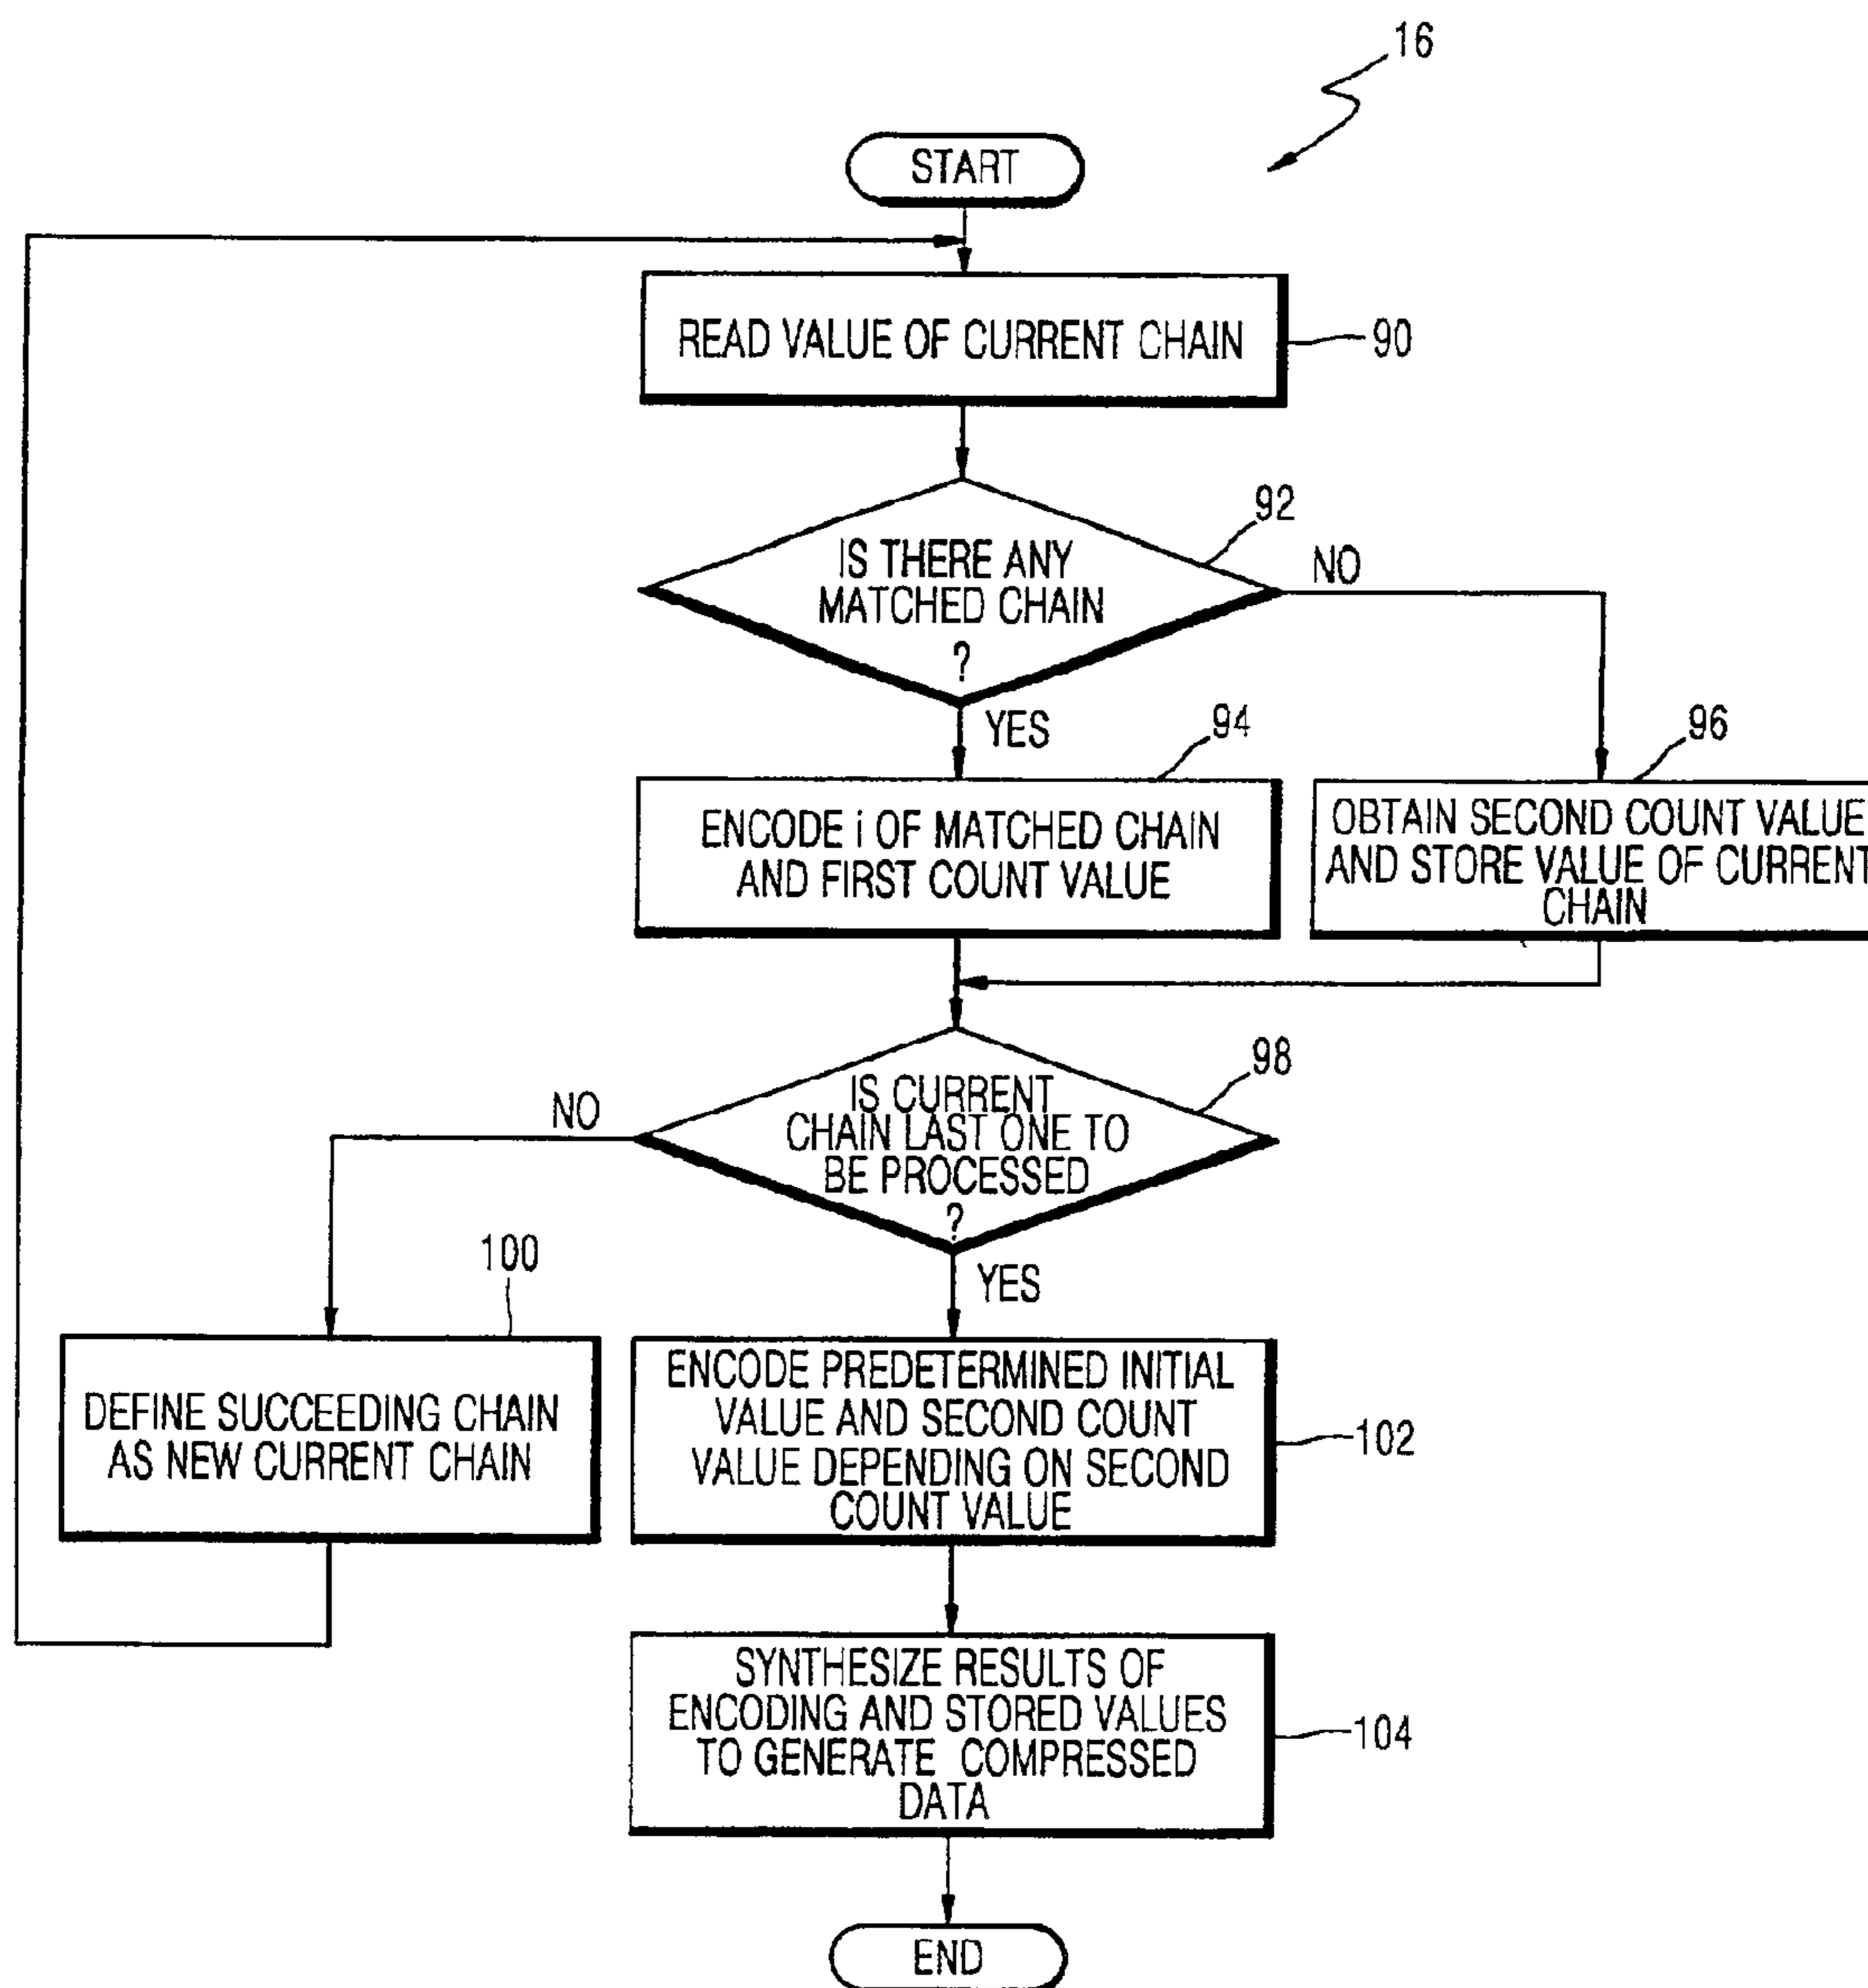 16
START
READ VALUE OF CURRENT CHAIN
90
92
IS THERE ANY
MATCHED CHAIN
?
NO
YES
94
ENCODE i OF MATCHED CHAIN
AND FIRST COUNT VALUE
96
OBTAIN SECOND COUNT VALUE
AND STORE VALUE OF CURRENT
CHAIN
98
IS CURRENT
CHAIN LAST ONE TO
BE PROCESSED
?
NO
YES
100
DEFINE SUCCEEDING CHAIN
AS NEW CURRENT CHAIN
ENCODE PREDETERMINED INITIAL
VALUE AND SECOND COUNT
VALUE DEPENDING ON SECOND
COUNT VALUE
102
SYNTHESIZE RESULTS OF
ENCODING AND STORED VALUES
TO GENERATE COMPRESSED
DATA
104
END